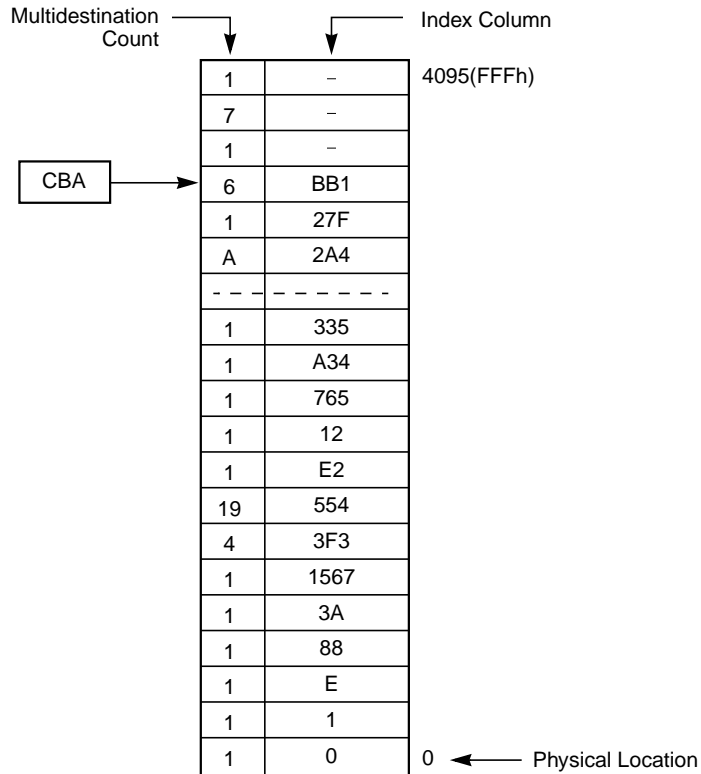 Multidestination
Count
Index Column
1 – 4095(FFFh)
7 –
1 –
CBA 6 BB1
1 27F
A 2A4
- - - - - - - - - -
1 335
1 A34
1 765
1 12
1 E2
19 554
4 3F3
1 1567
1 3A
1 88
1 E
1 1
1 0 0 Physical Location